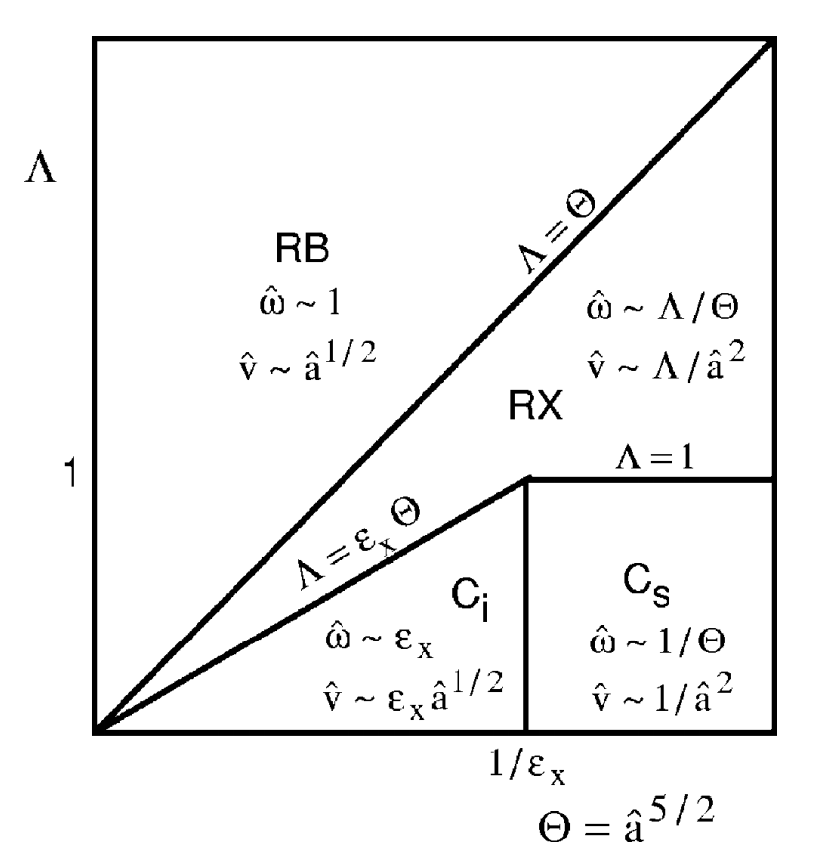 Λ
RB
ω̂ ~ 1
v̂ ~ â^{1/2}
Λ = Θ
ω̂ ~ Λ / Θ
v̂ ~ Λ / â^2
RX
1
Λ = 1
Λ = ε_x Θ
C_i
ω̂ ~ ε_x
v̂ ~ ε_x â^{1/2}
C_s
ω̂ ~ 1 / Θ
v̂ ~ 1 / â^2
1 / ε_x
Θ = â^{5/2}